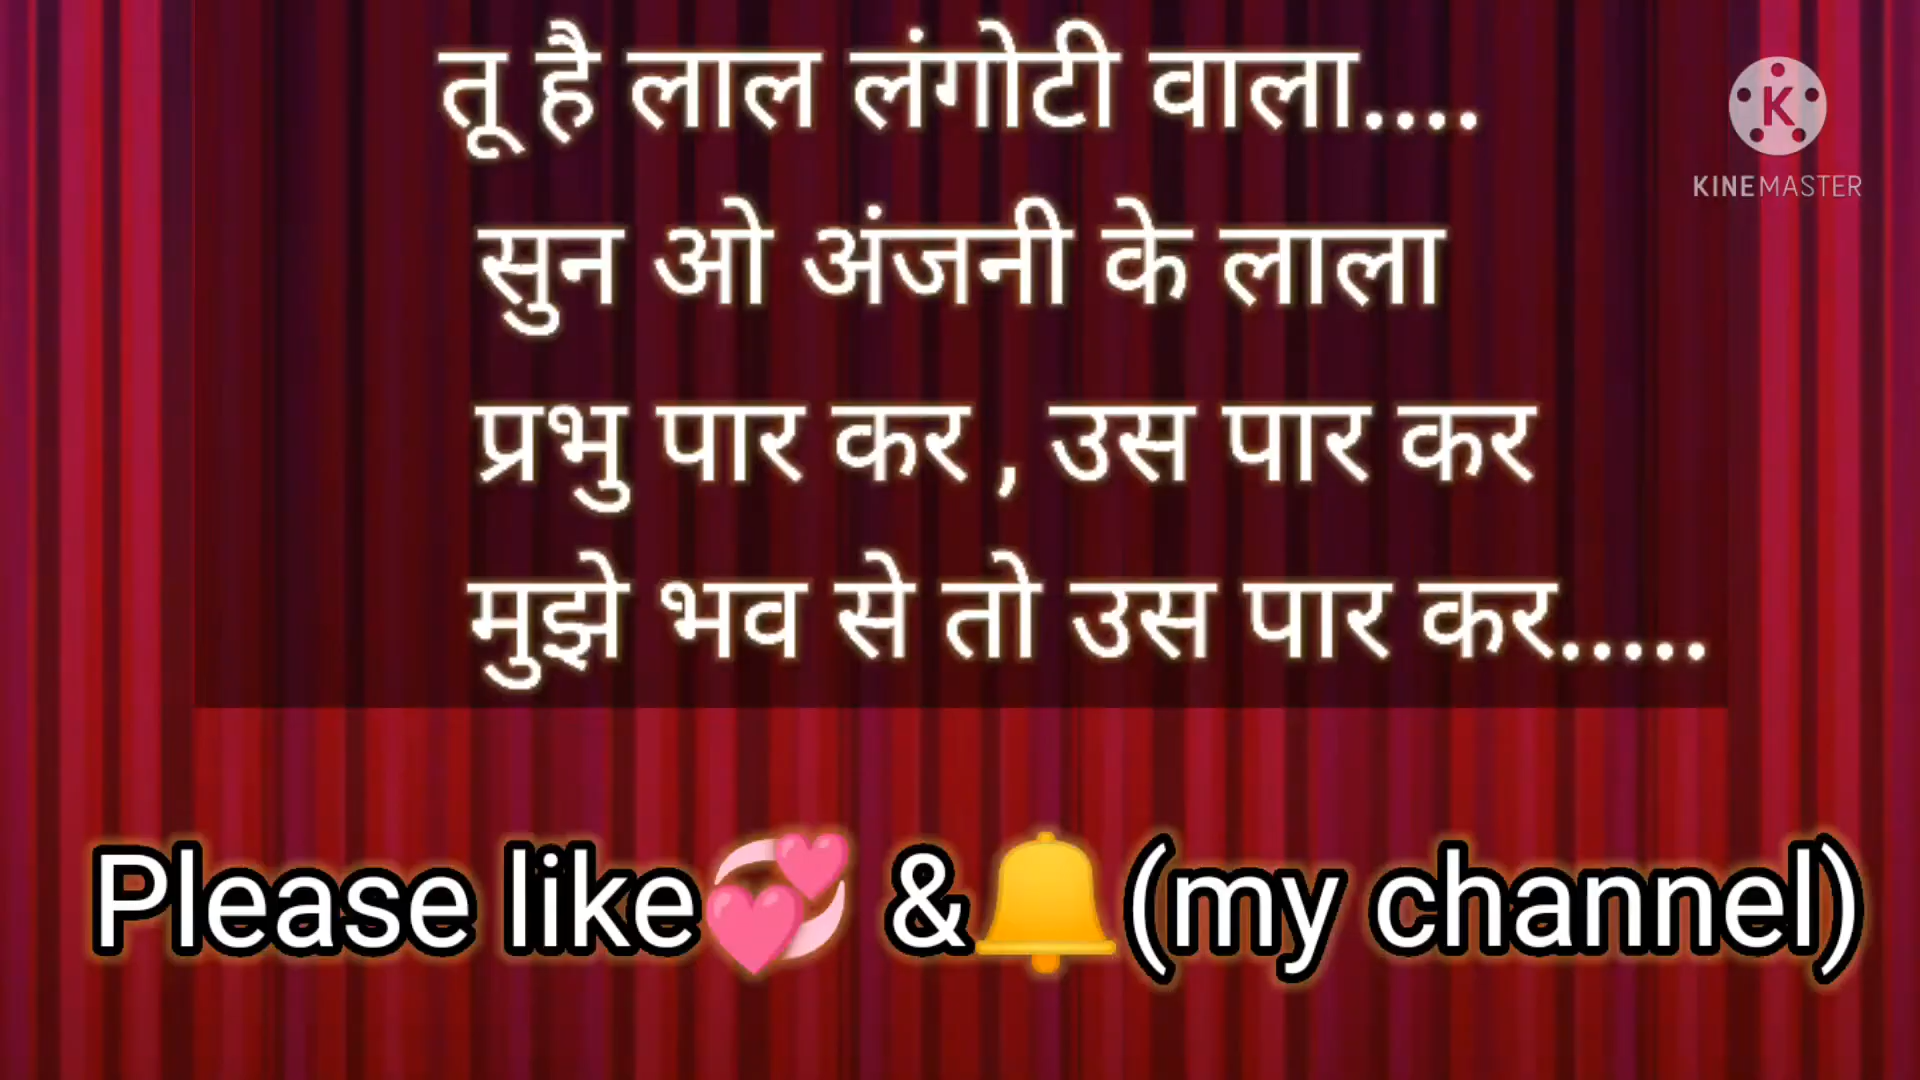 तू है लाल लंगोटी वाला....
K
KINEMASTER
सुन ओ अंजनी के लाला
प्रभु पार कर , उस पार कर
मुझे भव से तो उस पार कर.....
Please like💞 &🔔(my channel)